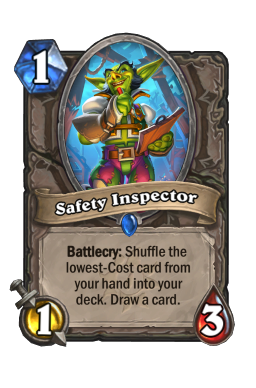 1
Safety Inspector
Battlecry: Shuffle the
lowest-Cost card from
your hand into your
deck. Draw a card.
1
3